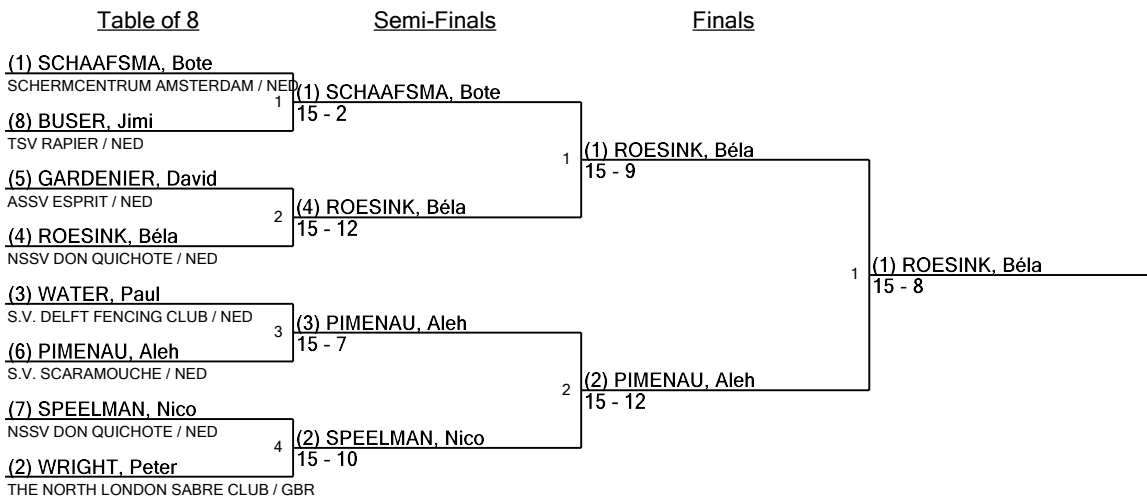 Table of 8
Semi-Finals
Finals
(1) SCHAAFSMA, Bote
SCHERMCENTRUM AMSTERDAM / NED
1
(8) BUSER, Jimi
TSV RAPIER / NED
(5) GARDENIER, David
ASSV ESPRIT / NED
2
(4) ROESINK, Béla
NSSV DON QUICHOTE / NED
(3) WATER, Paul
S.V. DELFT FENCING CLUB / NED
3
(6) PIMENAU, Aleh
S.V. SCARAMOUCHE / NED
(7) SPEELMAN, Nico
NSSV DON QUICHOTE / NED
4
(2) WRIGHT, Peter
THE NORTH LONDON SABRE CLUB / GBR
(1) SCHAAFSMA, Bote
15 - 2
1
(4) ROESINK, Béla
15 - 12
(3) PIMENAU, Aleh
15 - 7
2
(2) SPEELMAN, Nico
15 - 10
(1) ROESINK, Béla
15 - 9
1
(2) PIMENAU, Aleh
15 - 12
(1) ROESINK, Béla
15 - 8